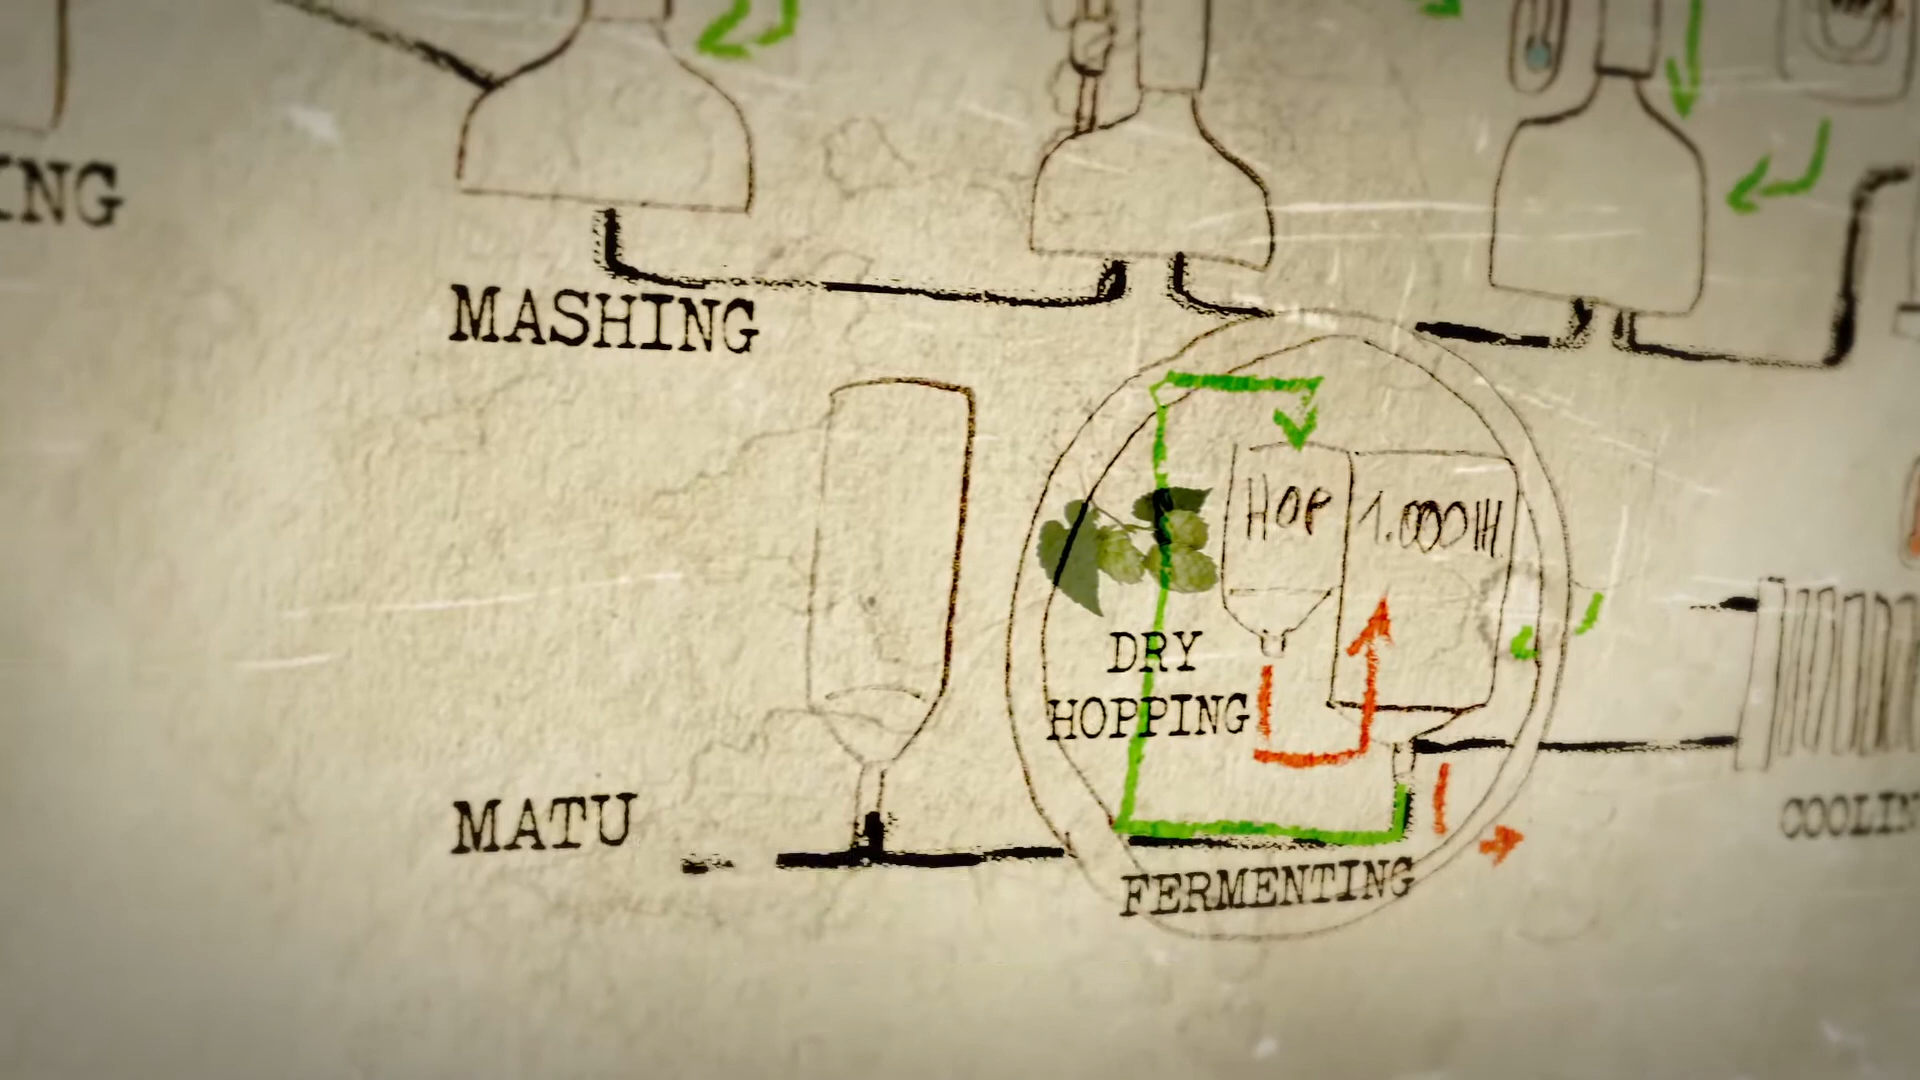 ING
MASHING
HOP
1.000 Hl
DRY
HOPPING
MATU
COOLIN
FERMENTING